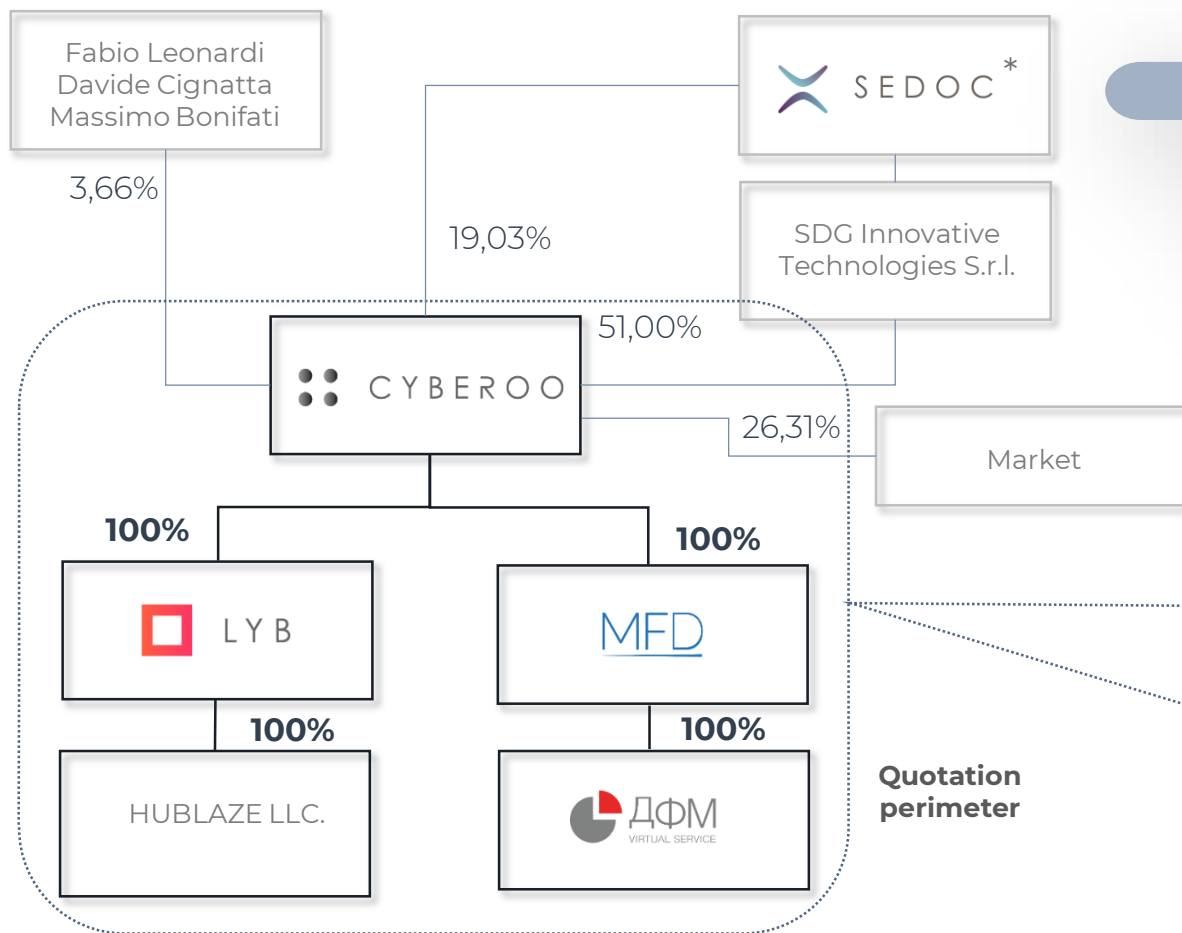 Fabio Leonardi
Davide Cignatta
Massimo Bonifati
SEDOC*
3,66%
19,03%
SDG Innovative
Technologies S.r.l.
51,00%
CYBEROO
26,31%
Market
100%
100%
LYB
MFD
100%
100%
HUBLAZE LLC.
ДФМ
VIRTUAL SERVICE
Quotation
perimeter